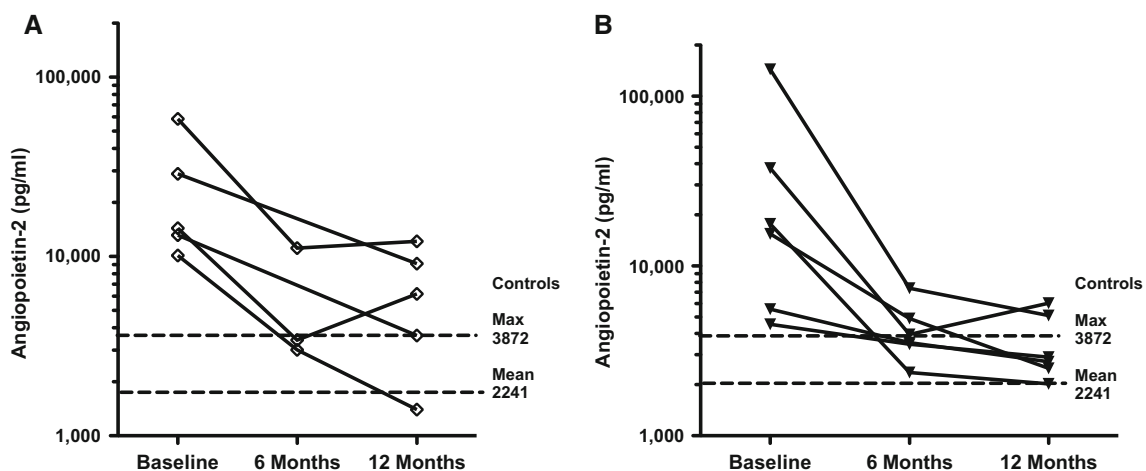 A
Angiopoietin-2 (pg/ml)
100,000
10,000
1,000
Baseline 6 Months 12 Months
Controls
Max
3872
Mean
2241
B
Angiopoietin-2 (pg/ml)
100,000
10,000
1,000
Baseline 6 Months 12 Months
Controls
Max
3872
Mean
2241